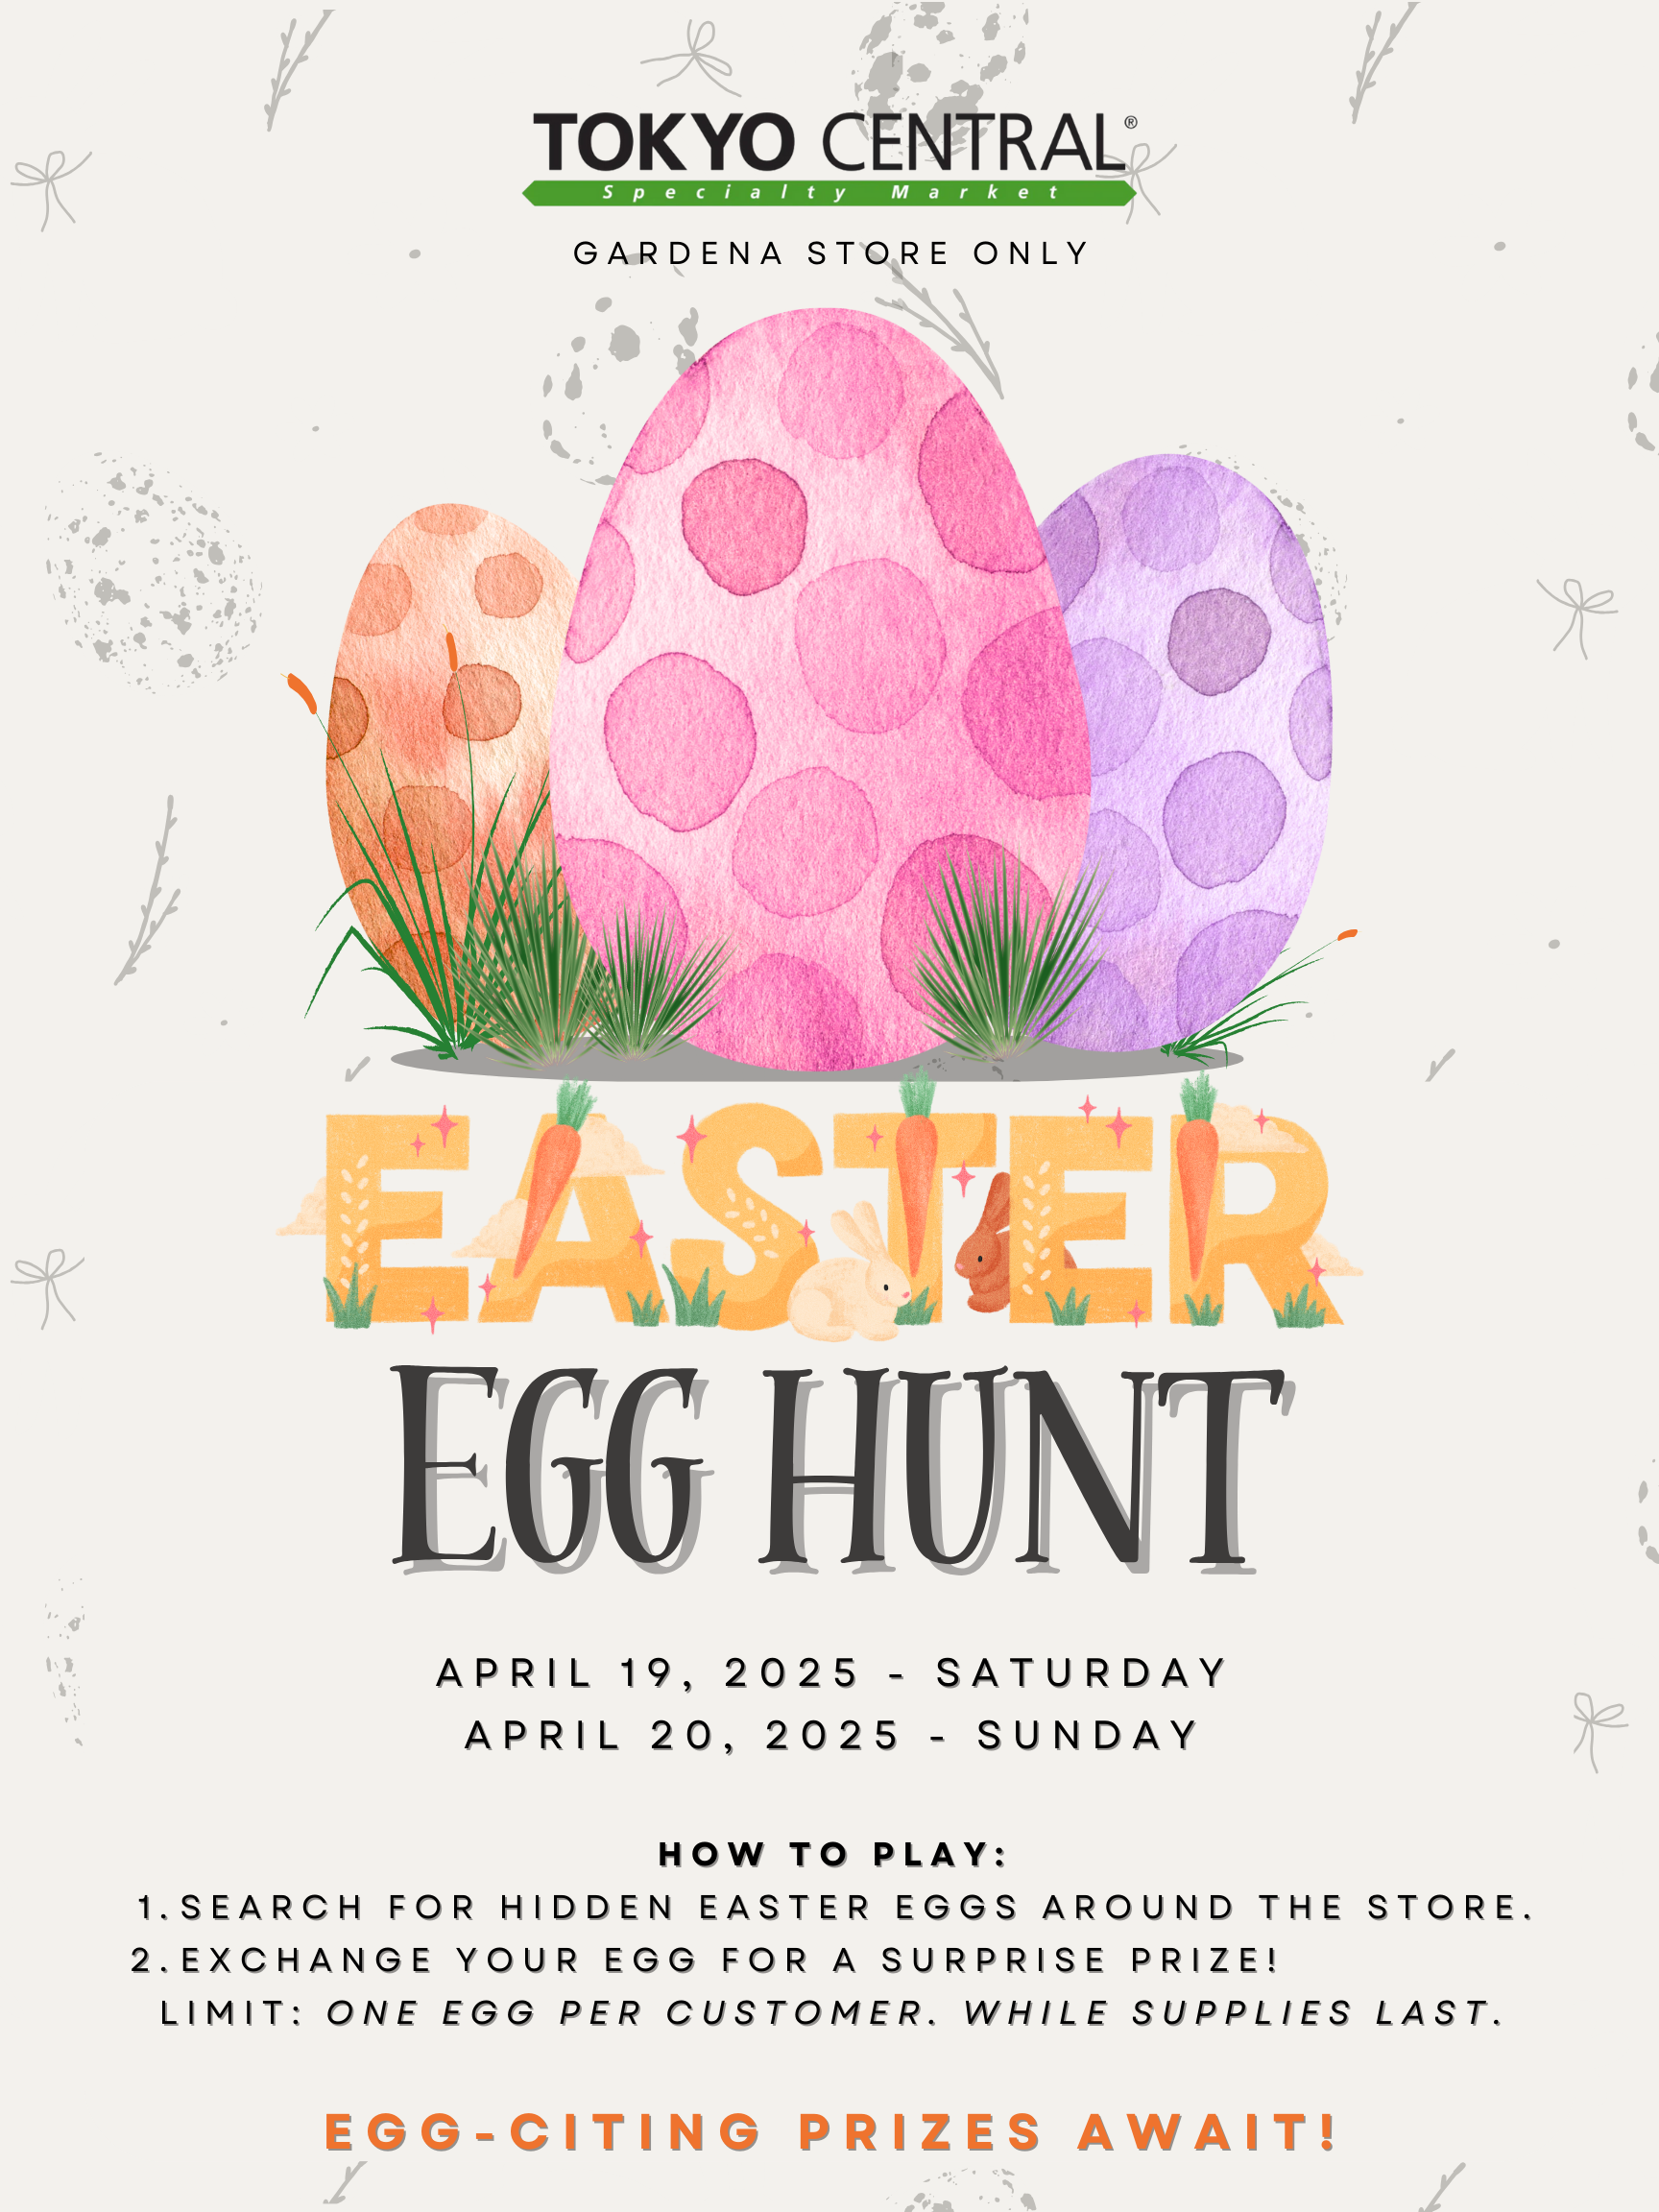 TOKYO CENTRAL®
Specialty Market
GARDENA STORE ONLY
EASTER
EGG HUNT
APRIL 19, 2025 - SATURDAY
APRIL 20, 2025 - SUNDAY
HOW TO PLAY:
1. SEARCH FOR HIDDEN EASTER EGGS AROUND THE STORE.
2. EXCHANGE YOUR EGG FOR A SURPRISE PRIZE!
LIMIT: ONE EGG PER CUSTOMER. WHILE SUPPLIES LAST.
EGG-CITING PRIZES AWAIT!